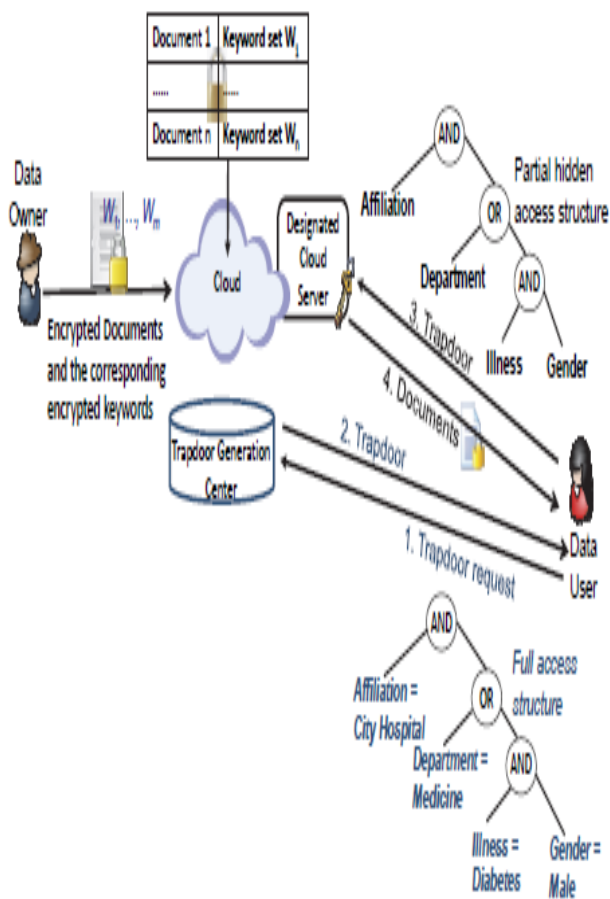 Document 1 Keyword set W1
...... ......
Document n Keyword set Wn
Data
Owner
W1, ..., Wm
Encrypted Documents
and the corresponding
encrypted keywords
Cloud
Designated
Cloud
Server
AND
Affiliation
OR
Partial hidden
access structure
Department
AND
Illness
Gender
3. Trapdoor
4. Documents
Trapdoor Generation
Center
2. Trapdoor
1. Trapdoor request
Data
User
AND
Affiliation =
City Hospital
OR
Full access
structure
Department =
Medicine
AND
Illness =
Diabetes
Gender =
Male